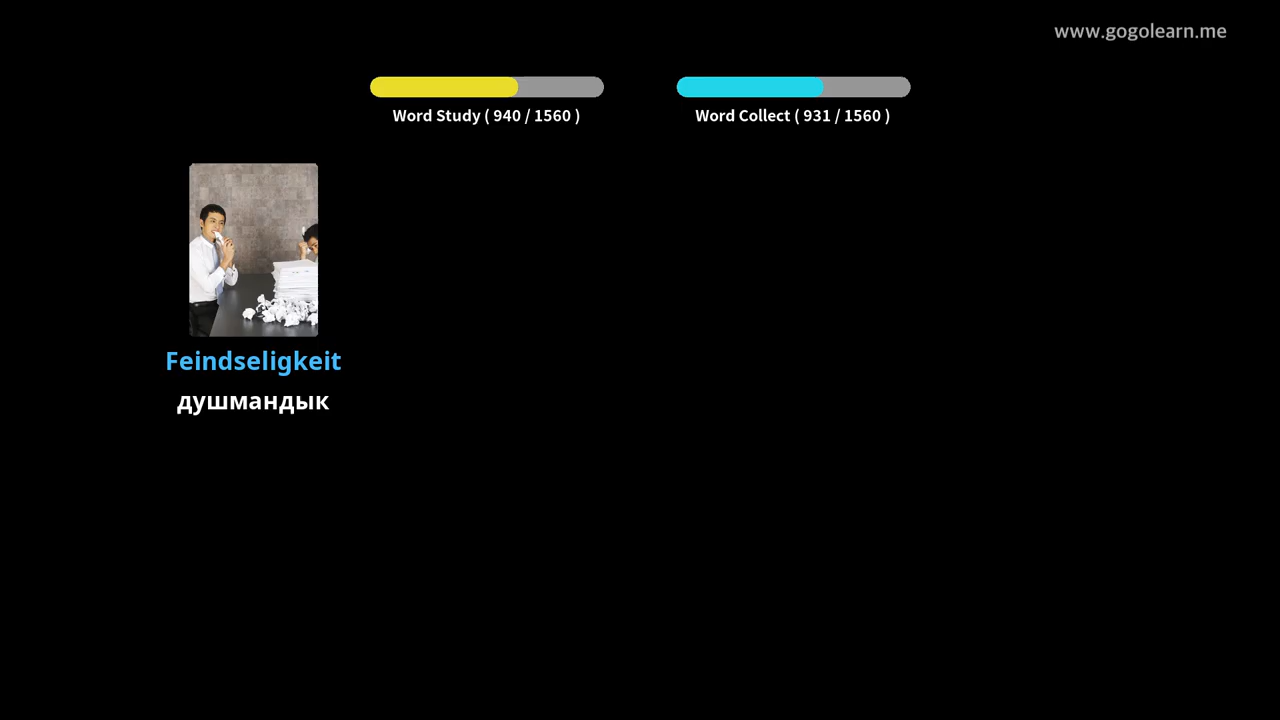 www.gogolearn.me
Word Study ( 940 / 1560 )
Word Collect ( 931 / 1560 )
Feindseligkeit
душмандык